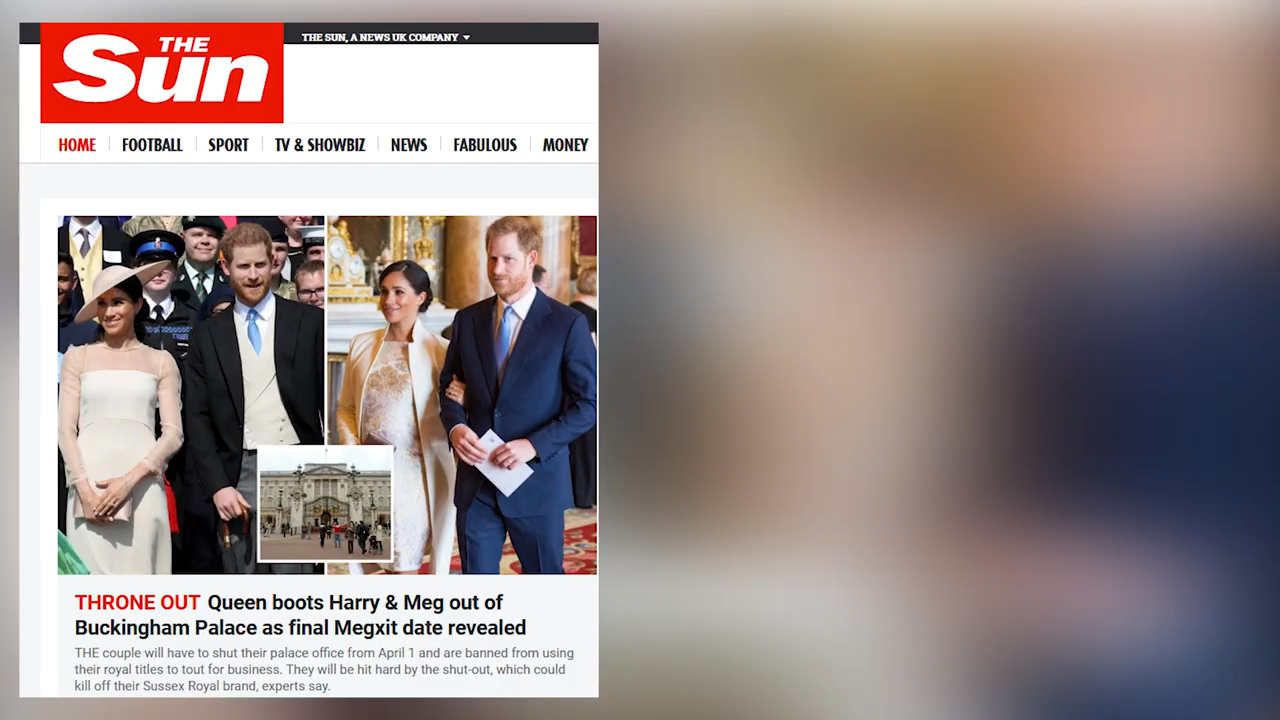 THE SUN, A NEWS UK COMPANY
THE
Sun
HOME FOOTBALL SPORT TV & SHOWBIZ NEWS FABULOUS MONEY
THRONE OUT Queen boots Harry & Meg out of
Buckingham Palace as final Megxit date revealed
THE couple will have to shut their palace office from April 1 and are banned from using
their royal titles to tout for business. They will be hit hard by the shut-out, which could
kill off their Sussex Royal brand, experts say.